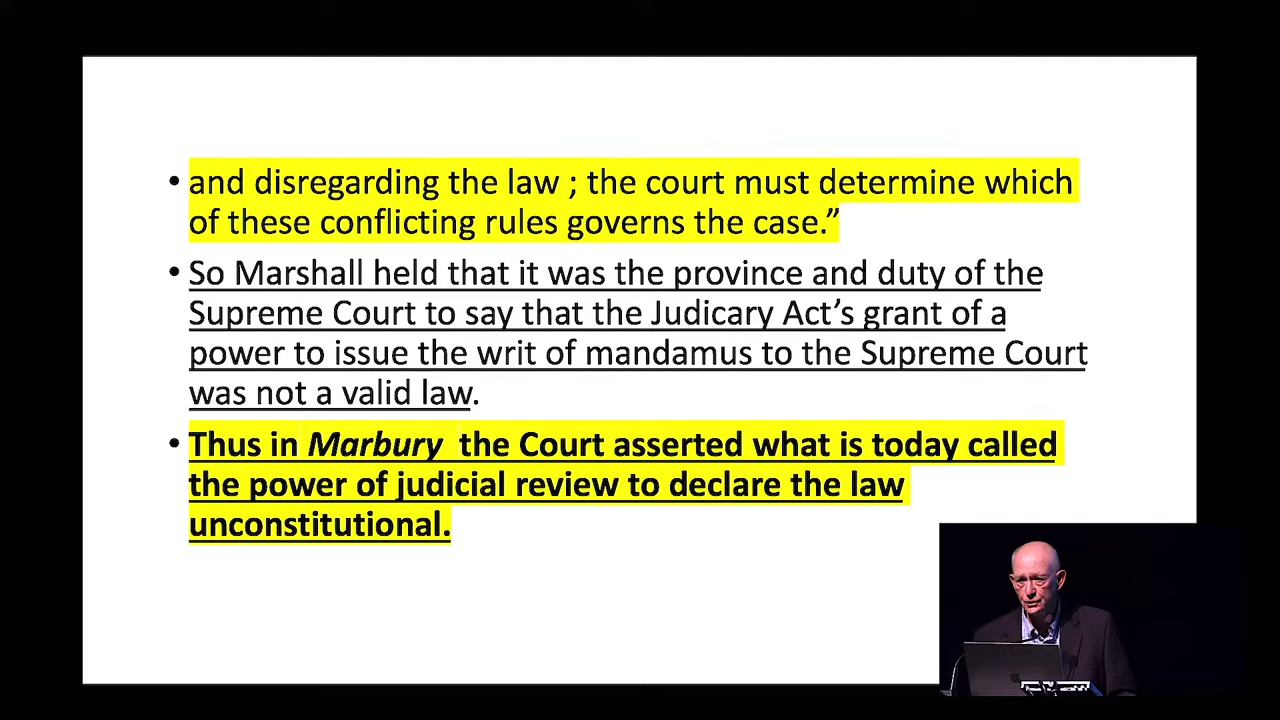 • and disregarding the law ; the court must determine which
of these conflicting rules governs the case.”
• So Marshall held that it was the province and duty of the
Supreme Court to say that the Judicary Act’s grant of a
power to issue the writ of mandamus to the Supreme Court
was not a valid law.
• Thus in Marbury the Court asserted what is today called
the power of judicial review to declare the law
unconstitutional.